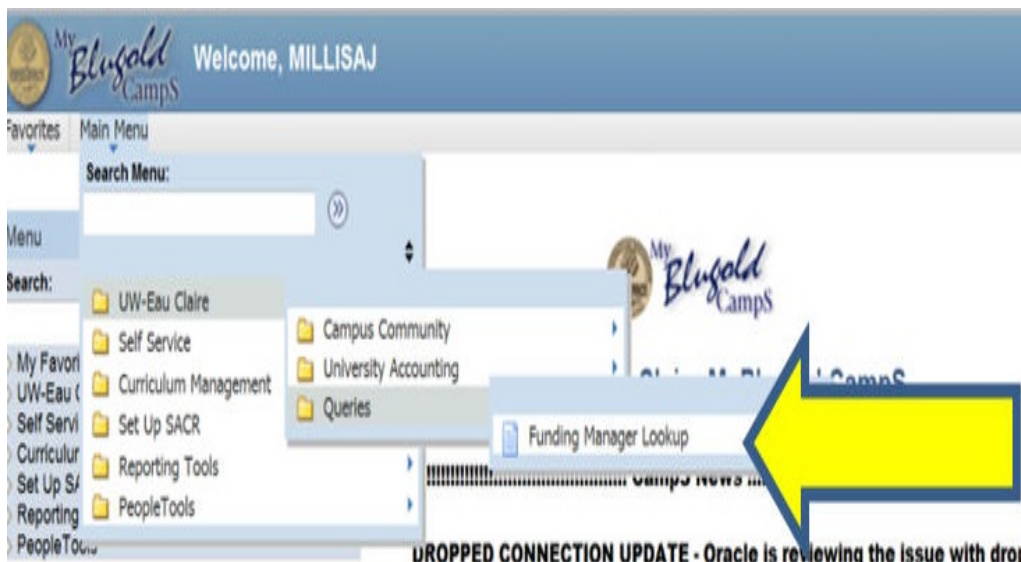 My Blugold CampS
Welcome, MILLISAJ
Favorites Main Menu
Search Menu:
Menu
Search:
UW-Eau Claire
Self Service
Curriculum Management
Set Up SACR
Reporting Tools
PeopleTools
Campus Community
University Accounting
Queries
Funding Manager Lookup
My Blugold CampS
My Favori
UW-Eau C
Self Servi
Curriculur
Set Up SA
Reporting
PeopleTools
CampS News
DROPPED CONNECTION UPDATE - Oracle is reviewing the issue with drop